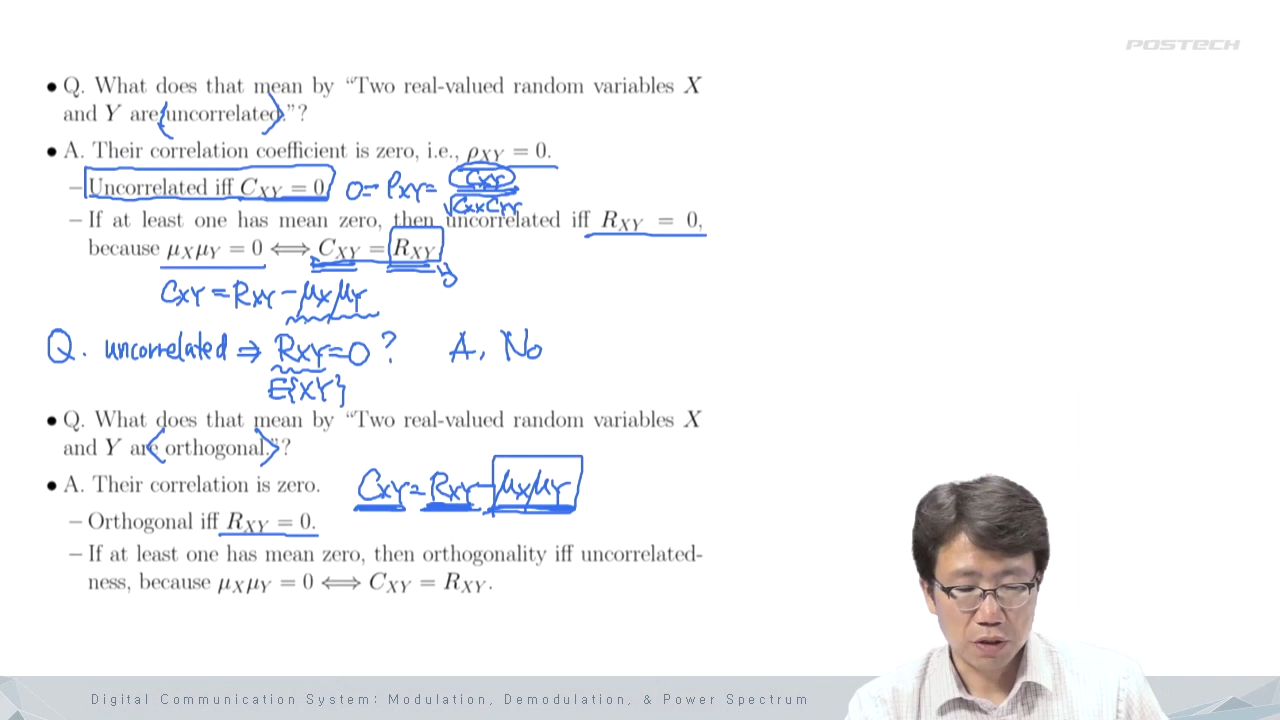 POSTECH
• Q. What does that mean by “Two real-valued random variables X
and Y are “uncorrelated.”?
• A. Their correlation coefficient is zero, i.e., ρXY = 0.
– Uncorrelated iff CXY = 0 0= ρXY = CXY / √CXX CYY
– If at least one has mean zero, then uncorrelated iff RXY = 0,
because μXμY = 0 ⟺ CXY = RXY
CXY = RXY − μXμY
Q. uncorrelated ⇒ RXY = 0 ? A, No
E{XY}
• Q. What does that mean by “Two real-valued random variables X
and Y are orthogonal.”?
• A. Their correlation is zero. CXY = RXY − μXμY
– Orthogonal iff RXY = 0.
– If at least one has mean zero, then orthogonality iff uncorrelated-
ness, because μXμY = 0 ⟺ CXY = RXY.
Digital Communication System: Modulation, Demodulation, & Power Spectrum